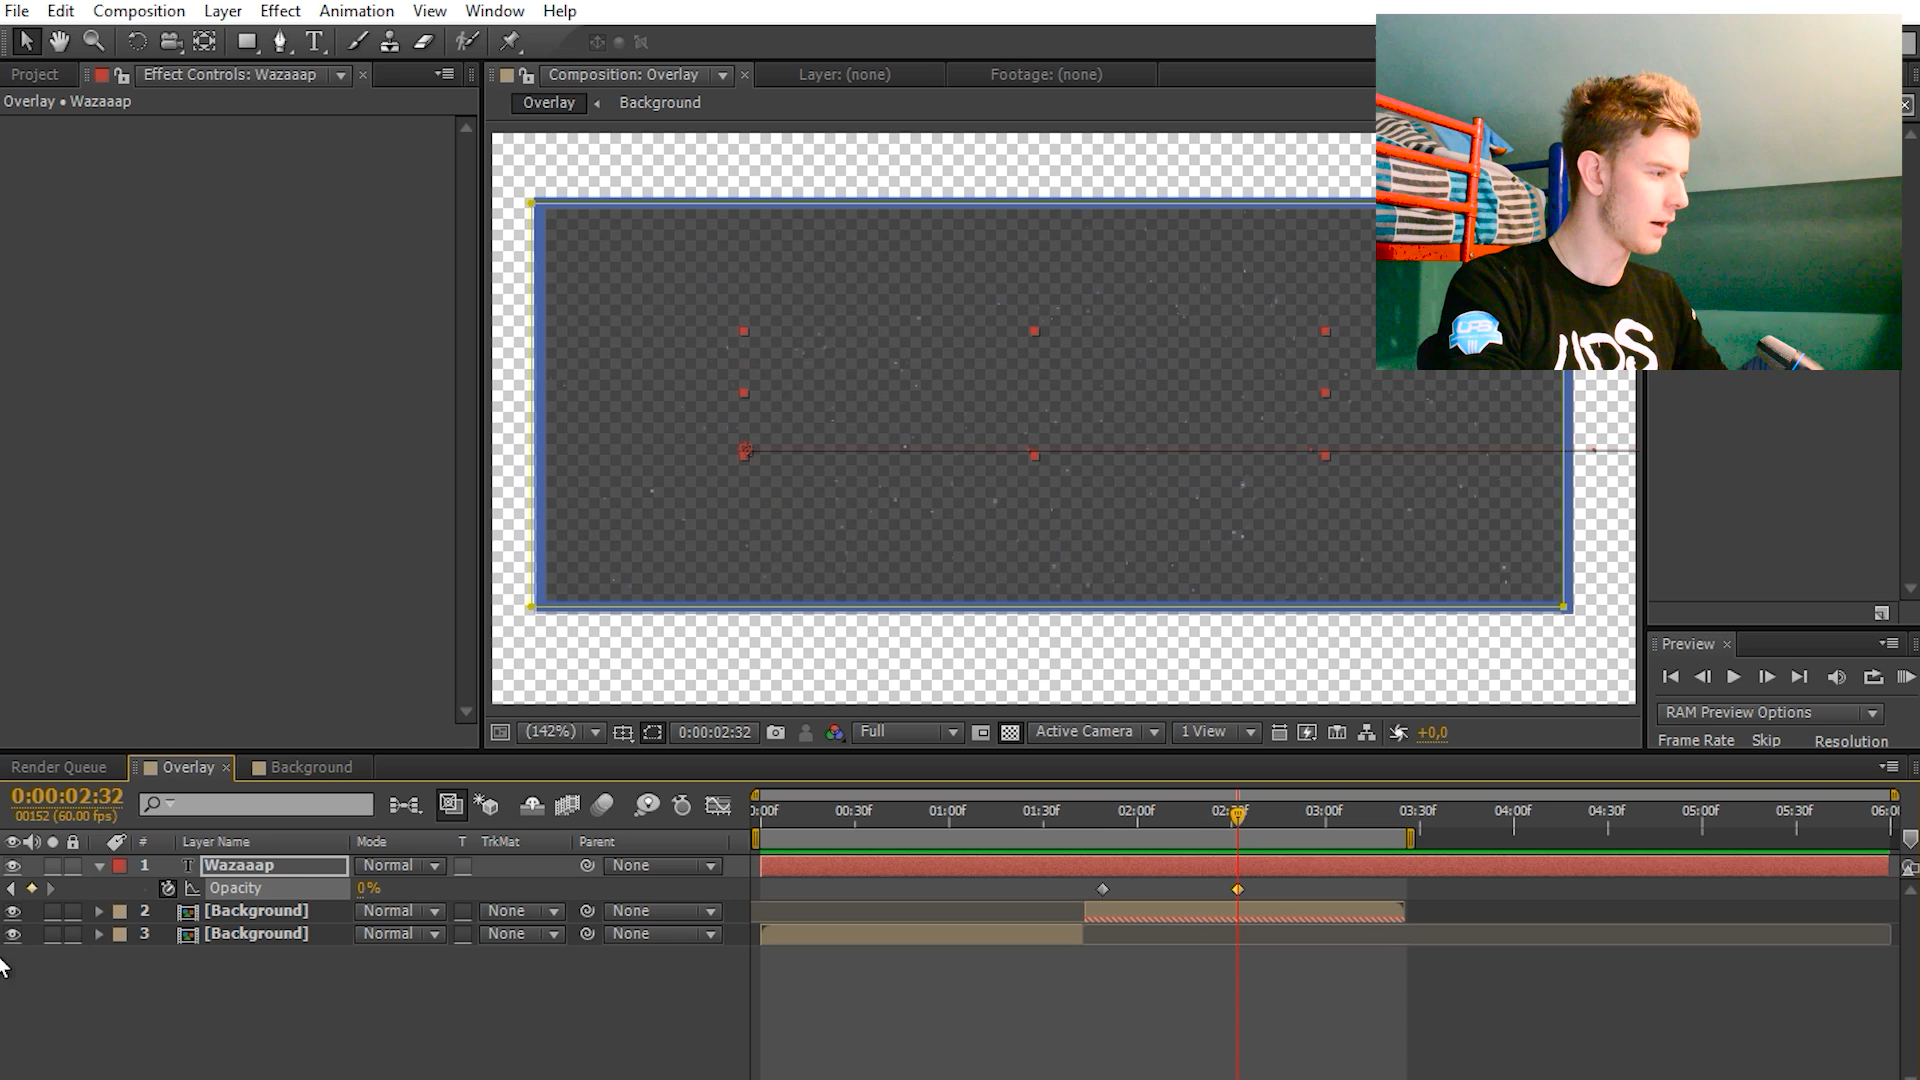 File Edit Composition Layer Effect Animation View Window Help
Project Effect Controls: Wazaaap × Composition: Overlay × Layer: (none) Footage: (none)
Overlay • Wazaaap
Overlay Background
UDS
UDS
(142%) 0:00:02:32 Full Active Camera 1 View +0,0
Preview ×
RAM Preview Options
Frame Rate Skip Resolution
Render Queue Overlay × Background
0:00:02:32
00152 (60.00 fps)
0:00f 00:30f 01:00f 01:30f 02:00f 03:00f 03:30f 04:00f 04:30f 05:00f 05:30f
# Layer Name Mode T TrkMat Parent
1 T Wazaaap Normal None
Opacity 0%
2 [Background] Normal None None
3 [Background] Normal None None